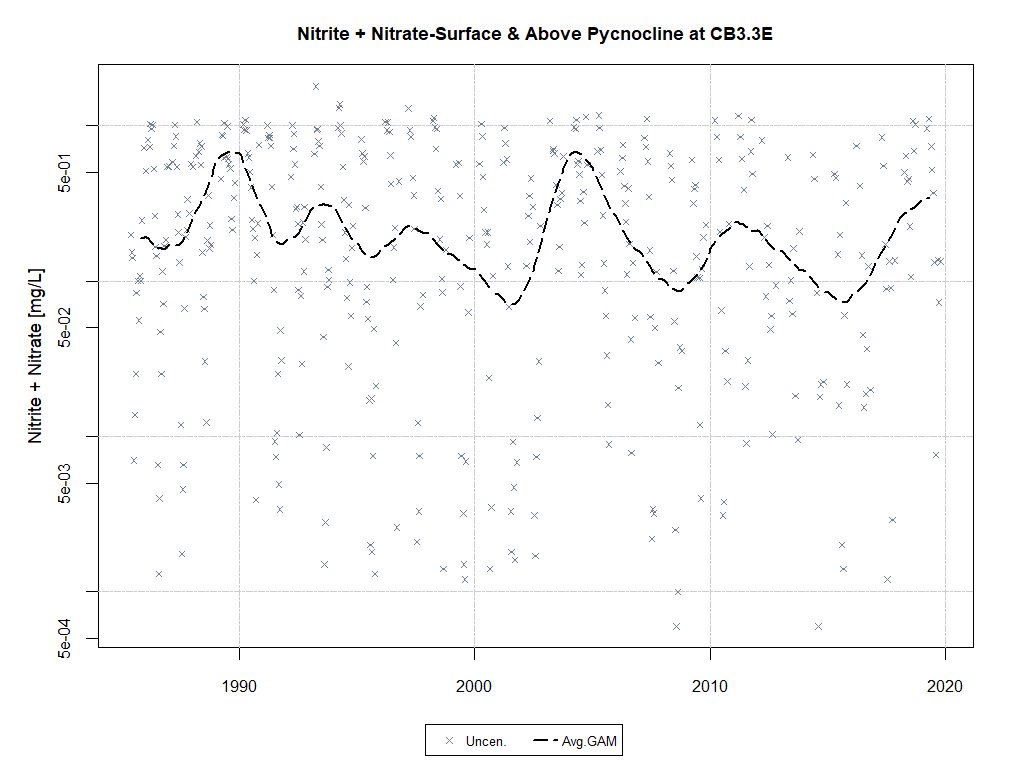 Nitrite + Nitrate-Surface & Above Pycnocline at CB3.3E
Nitrite + Nitrate [mg/L]
5e-01
5e-02
5e-03
5e-04
1990 2000 2010 2020
Uncen. Avg.GAM